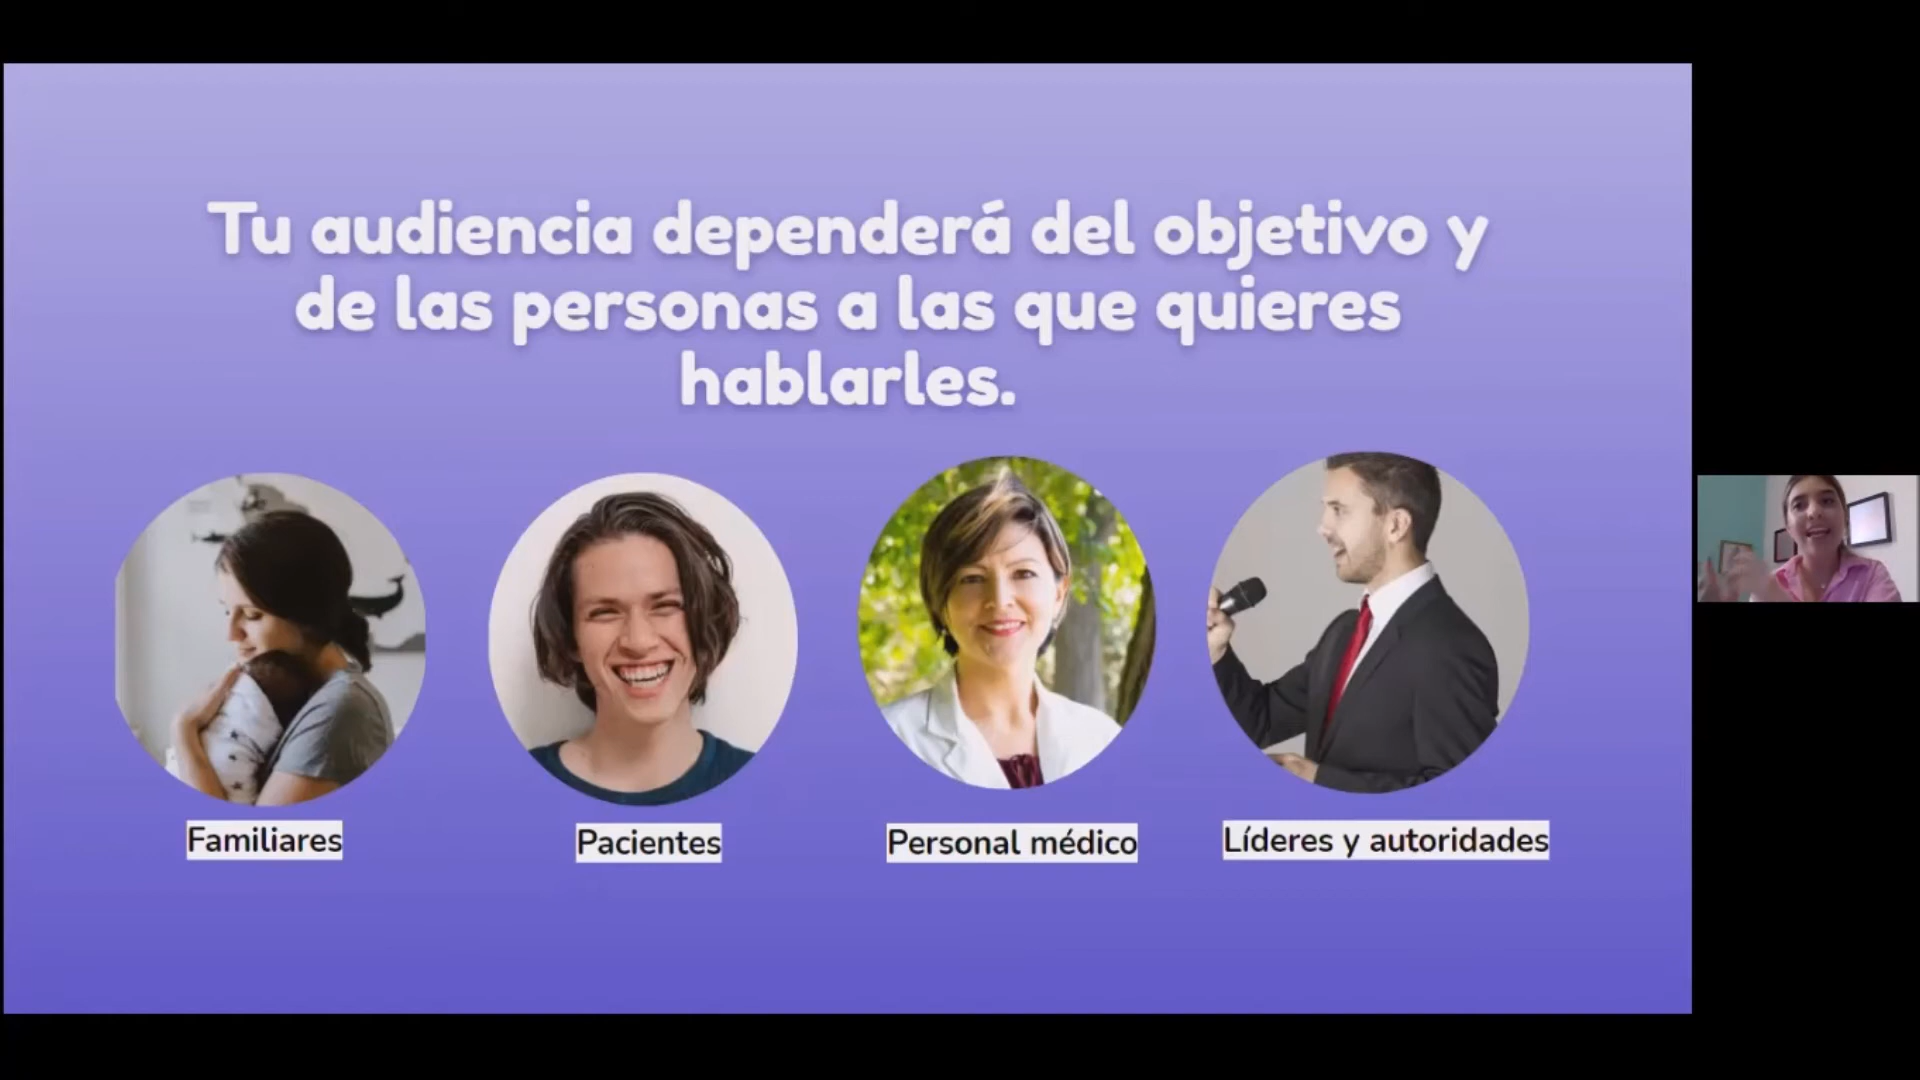 Tu audiencia dependerá del objetivo y
de las personas a las que quieres
hablarles.
Familiares
Pacientes
Personal médico
Líderes y autoridades